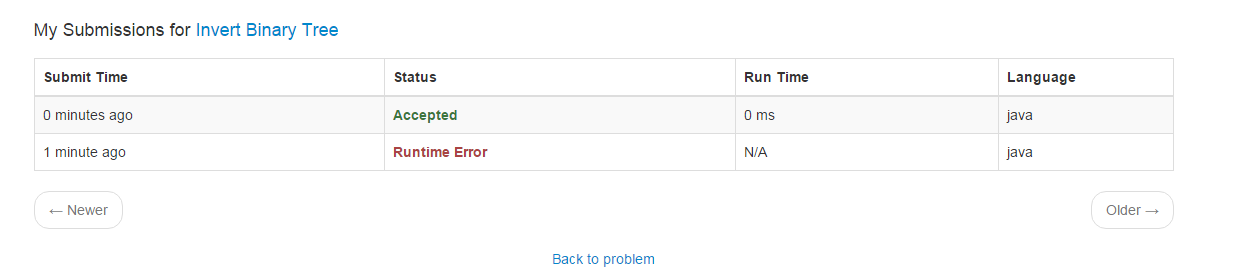 My Submissions for Invert Binary Tree
Submit Time Status Run Time Language
0 minutes ago Accepted 0 ms java
1 minute ago Runtime Error N/A java
← Newer Older →
Back to problem